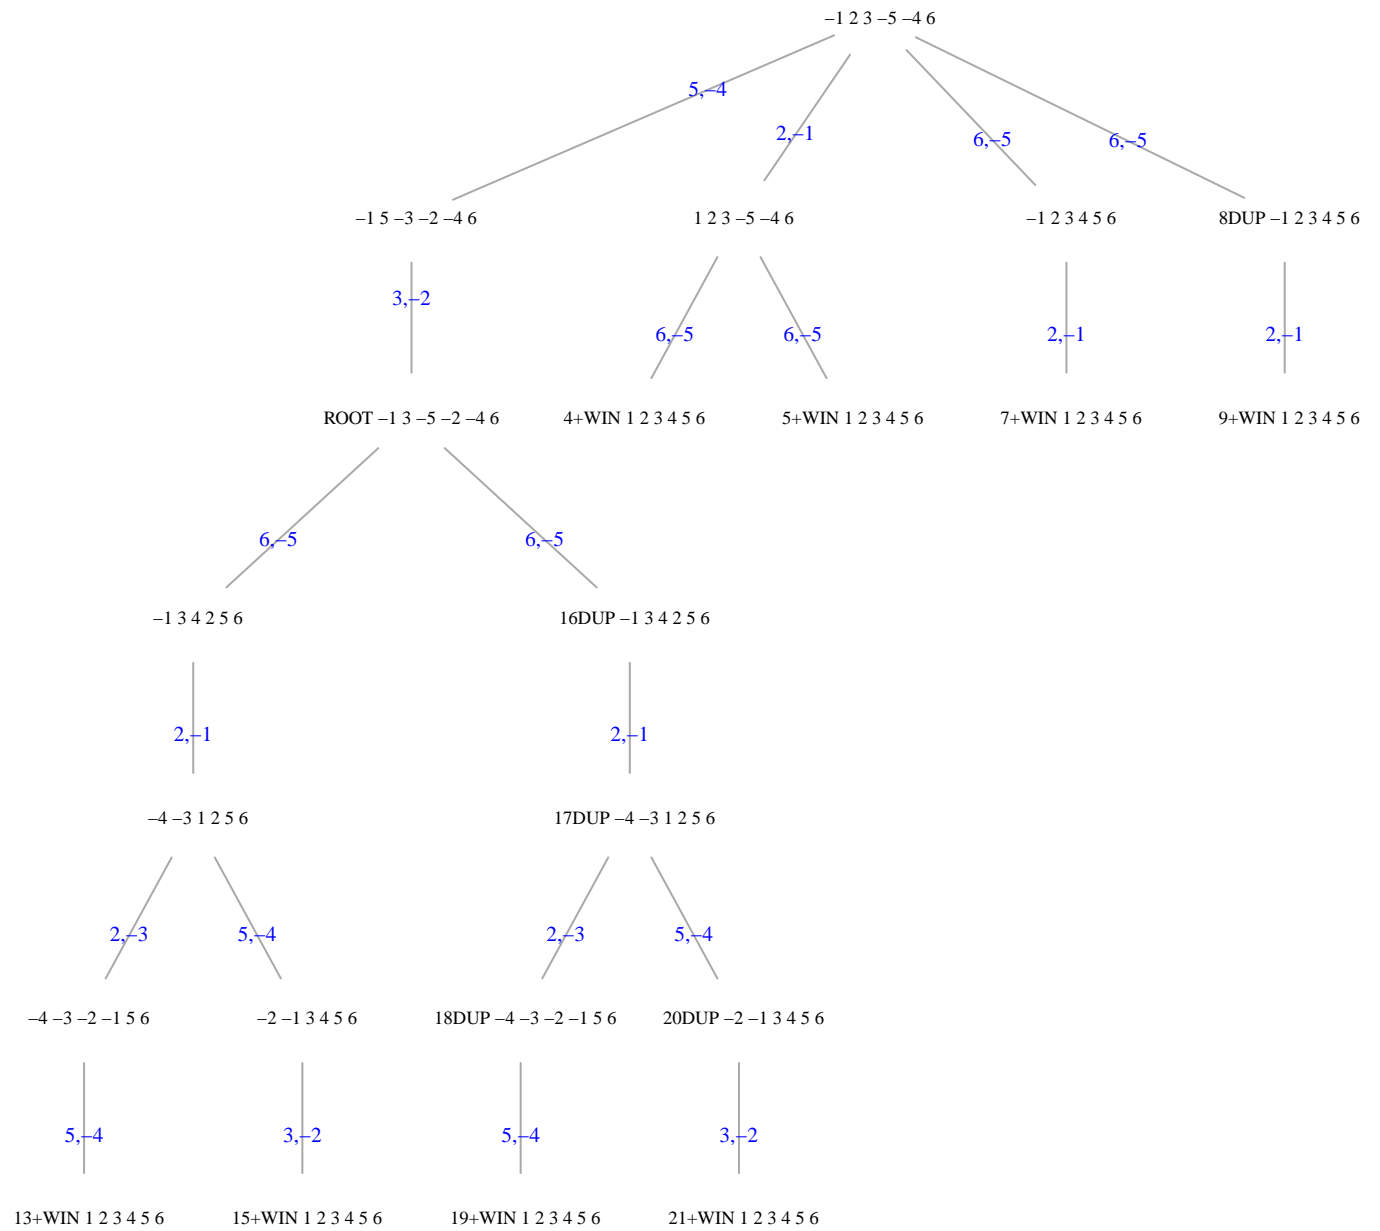 –1 2 3 –5 –4 6
5,–4
2,–1
6,–5
6,–5
–1 5 –3 –2 –4 6
1 2 3 –5 –4 6
–1 2 3 4 5 6
8DUP –1 2 3 4 5 6
3,–2
6,–5
6,–5
2,–1
2,–1
ROOT –1 3 –5 –2 –4 6
4+WIN 1 2 3 4 5 6
5+WIN 1 2 3 4 5 6
7+WIN 1 2 3 4 5 6
9+WIN 1 2 3 4 5 6
6,–5
6,–5
–1 3 4 2 5 6
16DUP –1 3 4 2 5 6
2,–1
2,–1
–4 –3 1 2 5 6
17DUP –4 –3 1 2 5 6
2,–3
5,–4
2,–3
5,–4
–4 –3 –2 –1 5 6
–2 –1 3 4 5 6
18DUP –4 –3 –2 –1 5 6
20DUP –2 –1 3 4 5 6
5,–4
3,–2
5,–4
3,–2
13+WIN 1 2 3 4 5 6
15+WIN 1 2 3 4 5 6
19+WIN 1 2 3 4 5 6
21+WIN 1 2 3 4 5 6